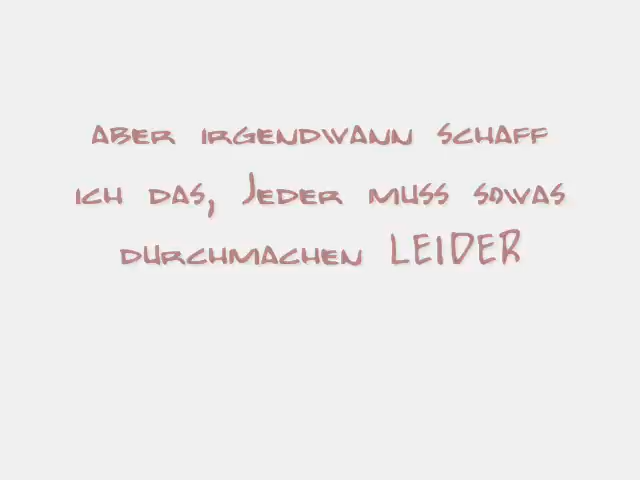 ABER IRGENDWANN SCHAFF
ICH DAS, JEDER MUSS SOWAS
DURCHMACHEN LEIDER